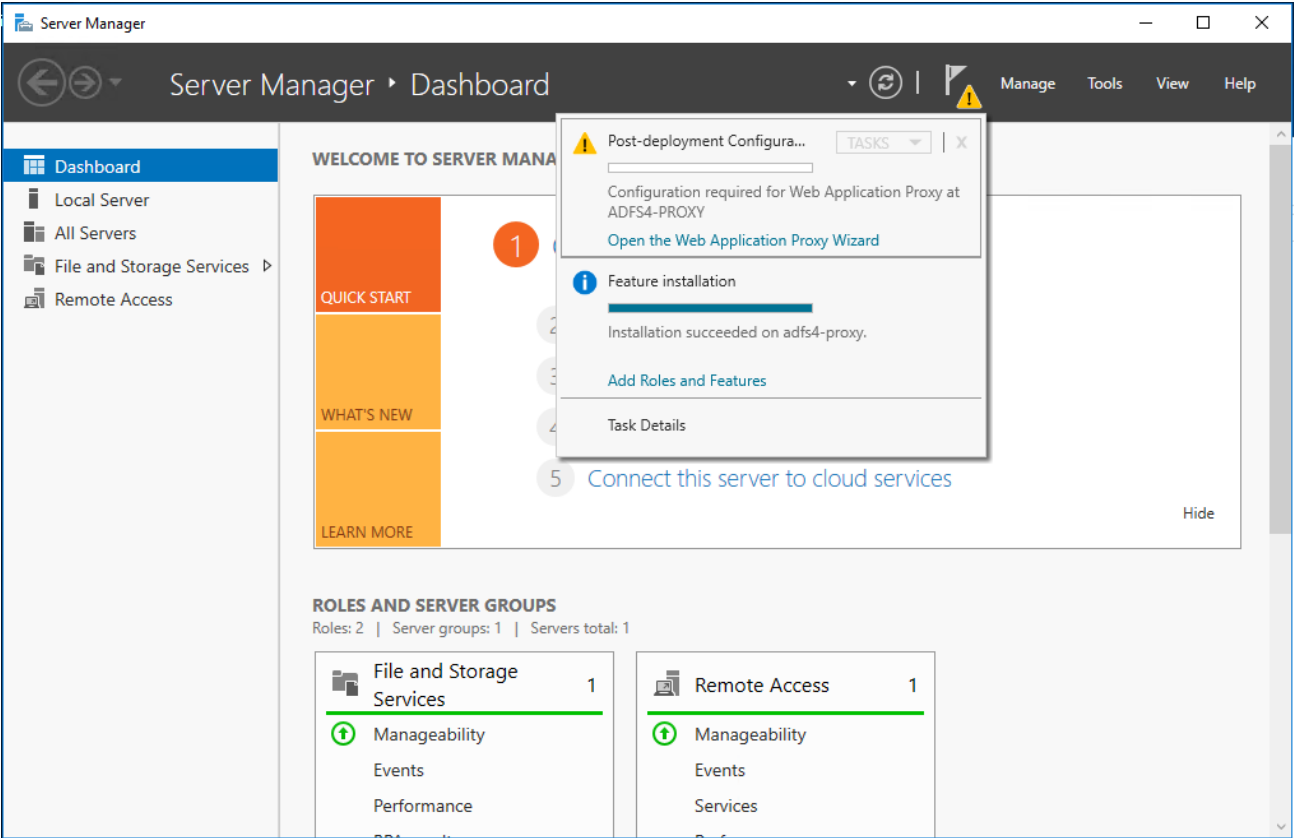 Server Manager
Server Manager ‣ Dashboard
Manage Tools View Help
Dashboard
Local Server
All Servers
File and Storage Services
Remote Access
WELCOME TO SERVER MANA
Post-deployment Configura...
TASKS
X
Configuration required for Web Application Proxy at
ADFS4-PROXY
Open the Web Application Proxy Wizard
Feature installation
Installation succeeded on adfs4-proxy.
Add Roles and Features
Task Details
QUICK START
WHAT'S NEW
LEARN MORE
1
2
3
4
5 Connect this server to cloud services
Hide
ROLES AND SERVER GROUPS
Roles: 2 | Server groups: 1 | Servers total: 1
File and Storage
Services
1
Manageability
Events
Performance
Remote Access 1
Manageability
Events
Services